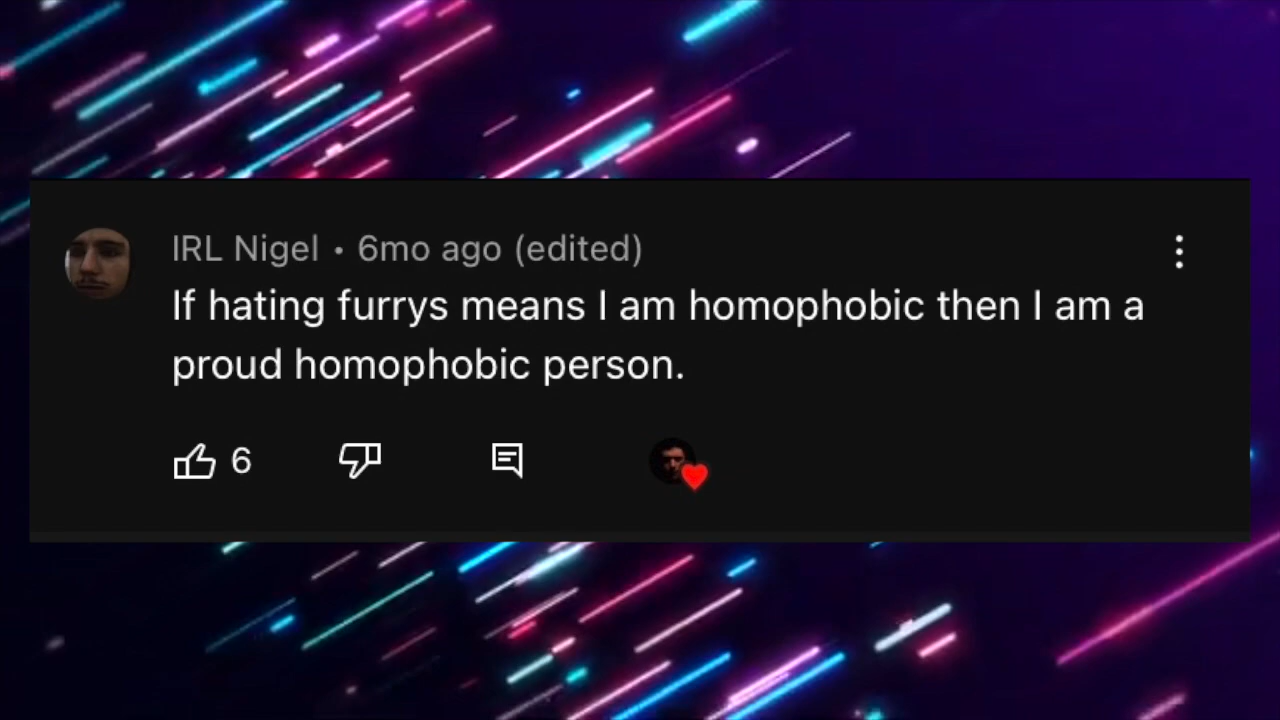 IRL Nigel • 6mo ago (edited)
If hating furrys means I am homophobic then I am a
proud homophobic person.
6